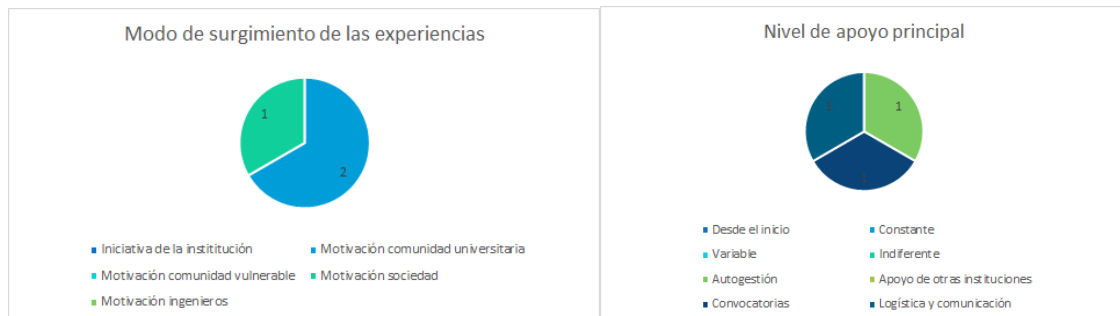 Modo de surgimiento de las experiencias
1
2
Iniciativa de la instititución
Motivación comunidad universitaria
Motivación comunidad vulnerable
Motivación sociedad
Motivación ingenieros
Nivel de apoyo principal
1
1
1
Desde el inicio
Constante
Variable
Indiferente
Autogestión
Apoyo de otras instituciones
Convocatorias
Logística y comunicación